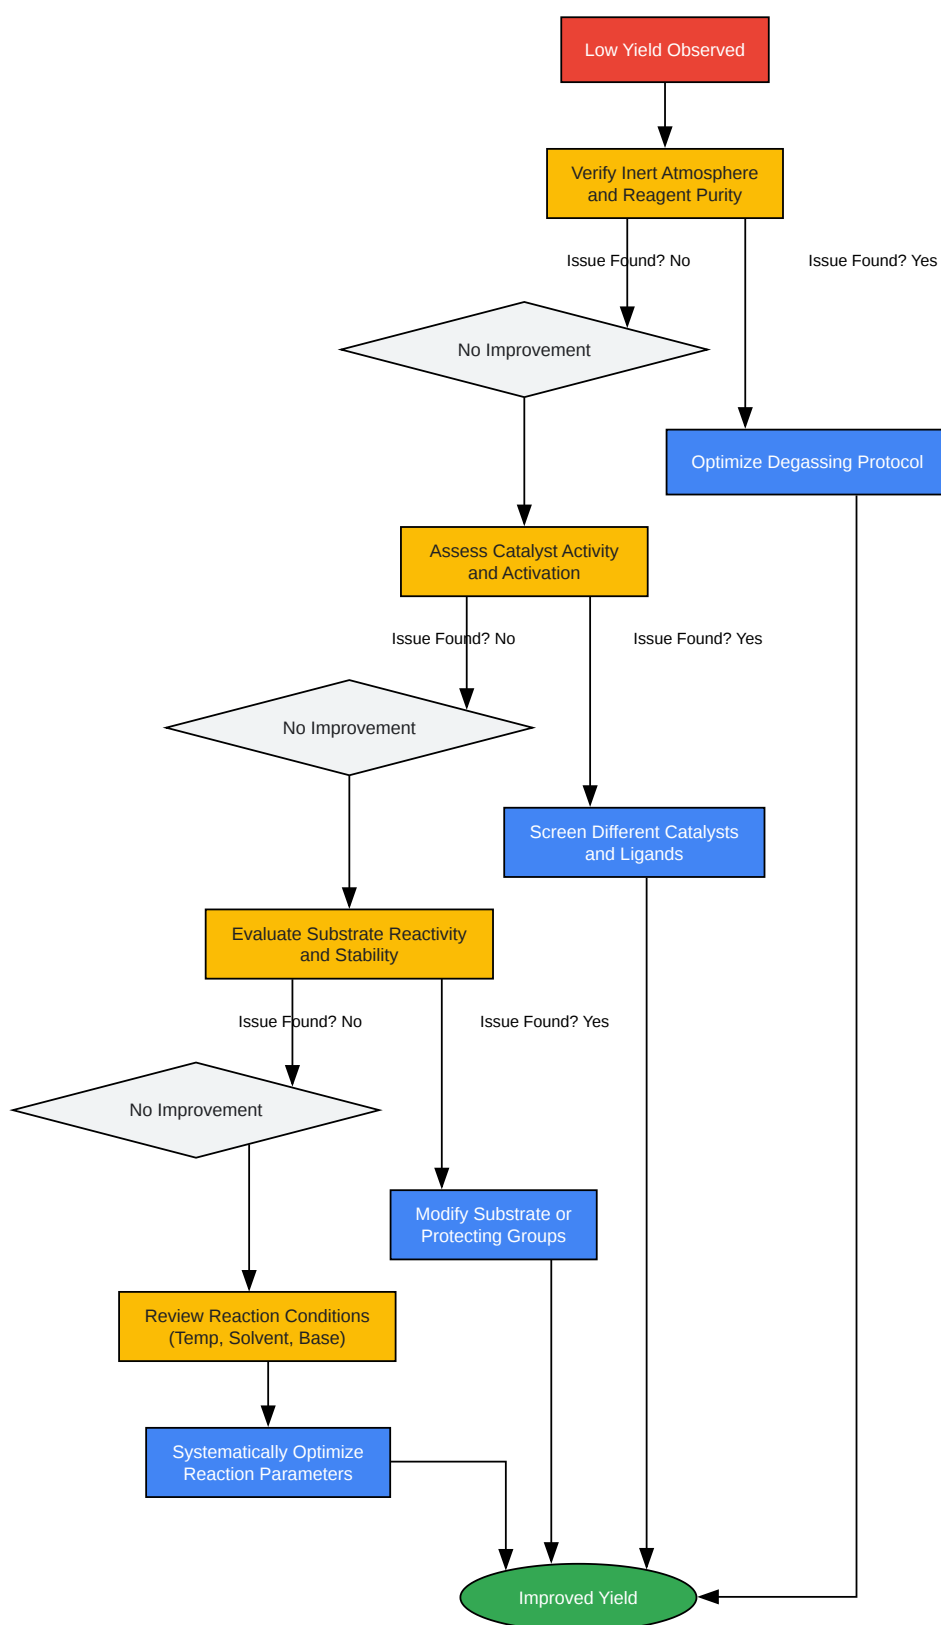 Low Yield Observed
Verify Inert Atmosphere
and Reagent Purity
Issue Found? No
Issue Found? Yes
No Improvement
Optimize Degassing Protocol
Assess Catalyst Activity
and Activation
Issue Found? No
Issue Found? Yes
No Improvement
Screen Different Catalysts
and Ligands
Evaluate Substrate Reactivity
and Stability
Issue Found? No
Issue Found? Yes
No Improvement
Modify Substrate or
Protecting Groups
Review Reaction Conditions
(Temp, Solvent, Base)
Systematically Optimize
Reaction Parameters
Improved Yield